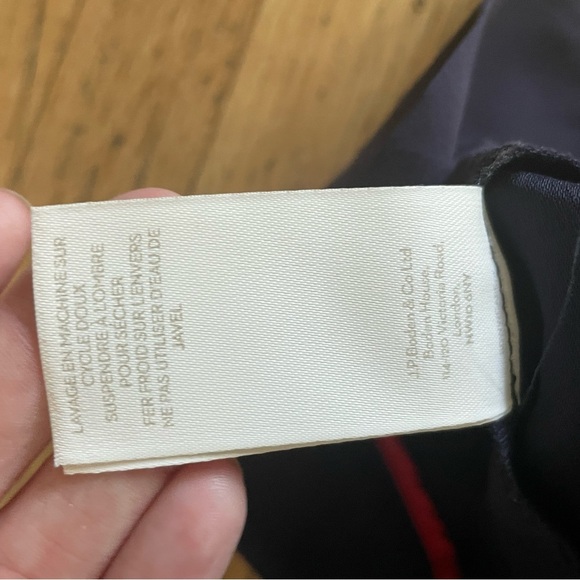 LAVAGE EN MACHINE SUR
CYCLE DOUX
SUSPENDRE À L'OMBRE
POUR SÉCHER
FER FROID SUR L'ENVERS
NE PAS UTILISER D'EAU DE
JAVEL
J.P.Boden & Co Ltd
Boden House,
114-120 Victoria Road,
London,
NW10 6NY